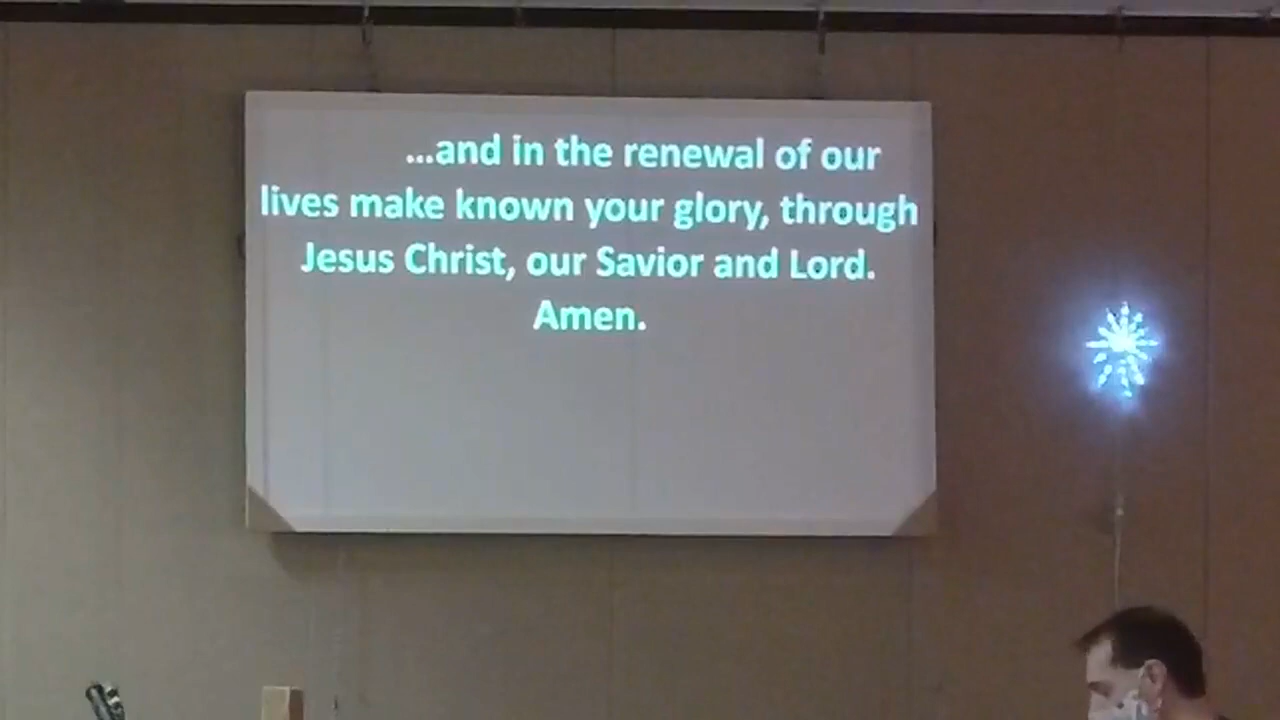 ...and in the renewal of our
lives make known your glory, through
Jesus Christ, our Savior and Lord.
Amen.